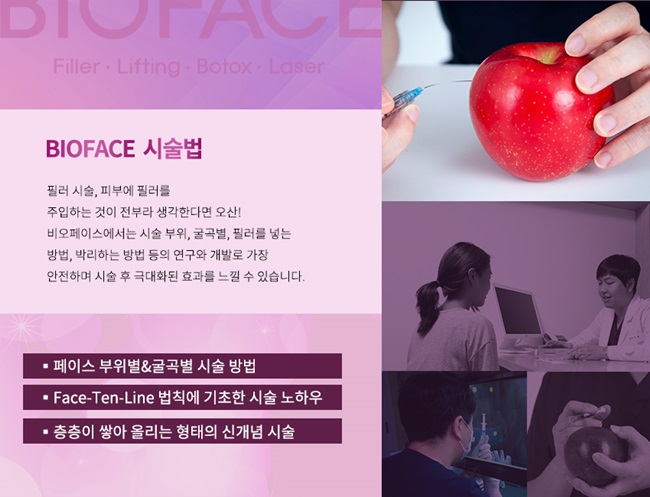 BIOFACE
Filler · Lifting · Botox · Laser
BIOFACE 시술법
필러 시술, 피부에 필러를
주입하는 것이 전부라 생각한다면 오산!
비오페이스에서는 시술 부위, 굴곡별, 필러를 넣는
방법, 박리하는 방법 등의 연구와 개발로 가장
안전하며 시술 후 극대화된 효과를 느낄 수 있습니다.
▪ 페이스 부위별&굴곡별 시술 방법
▪ Face-Ten-Line 법칙에 기초한 시술 노하우
▪ 층층이 쌓아 올리는 형태의 신개념 시술